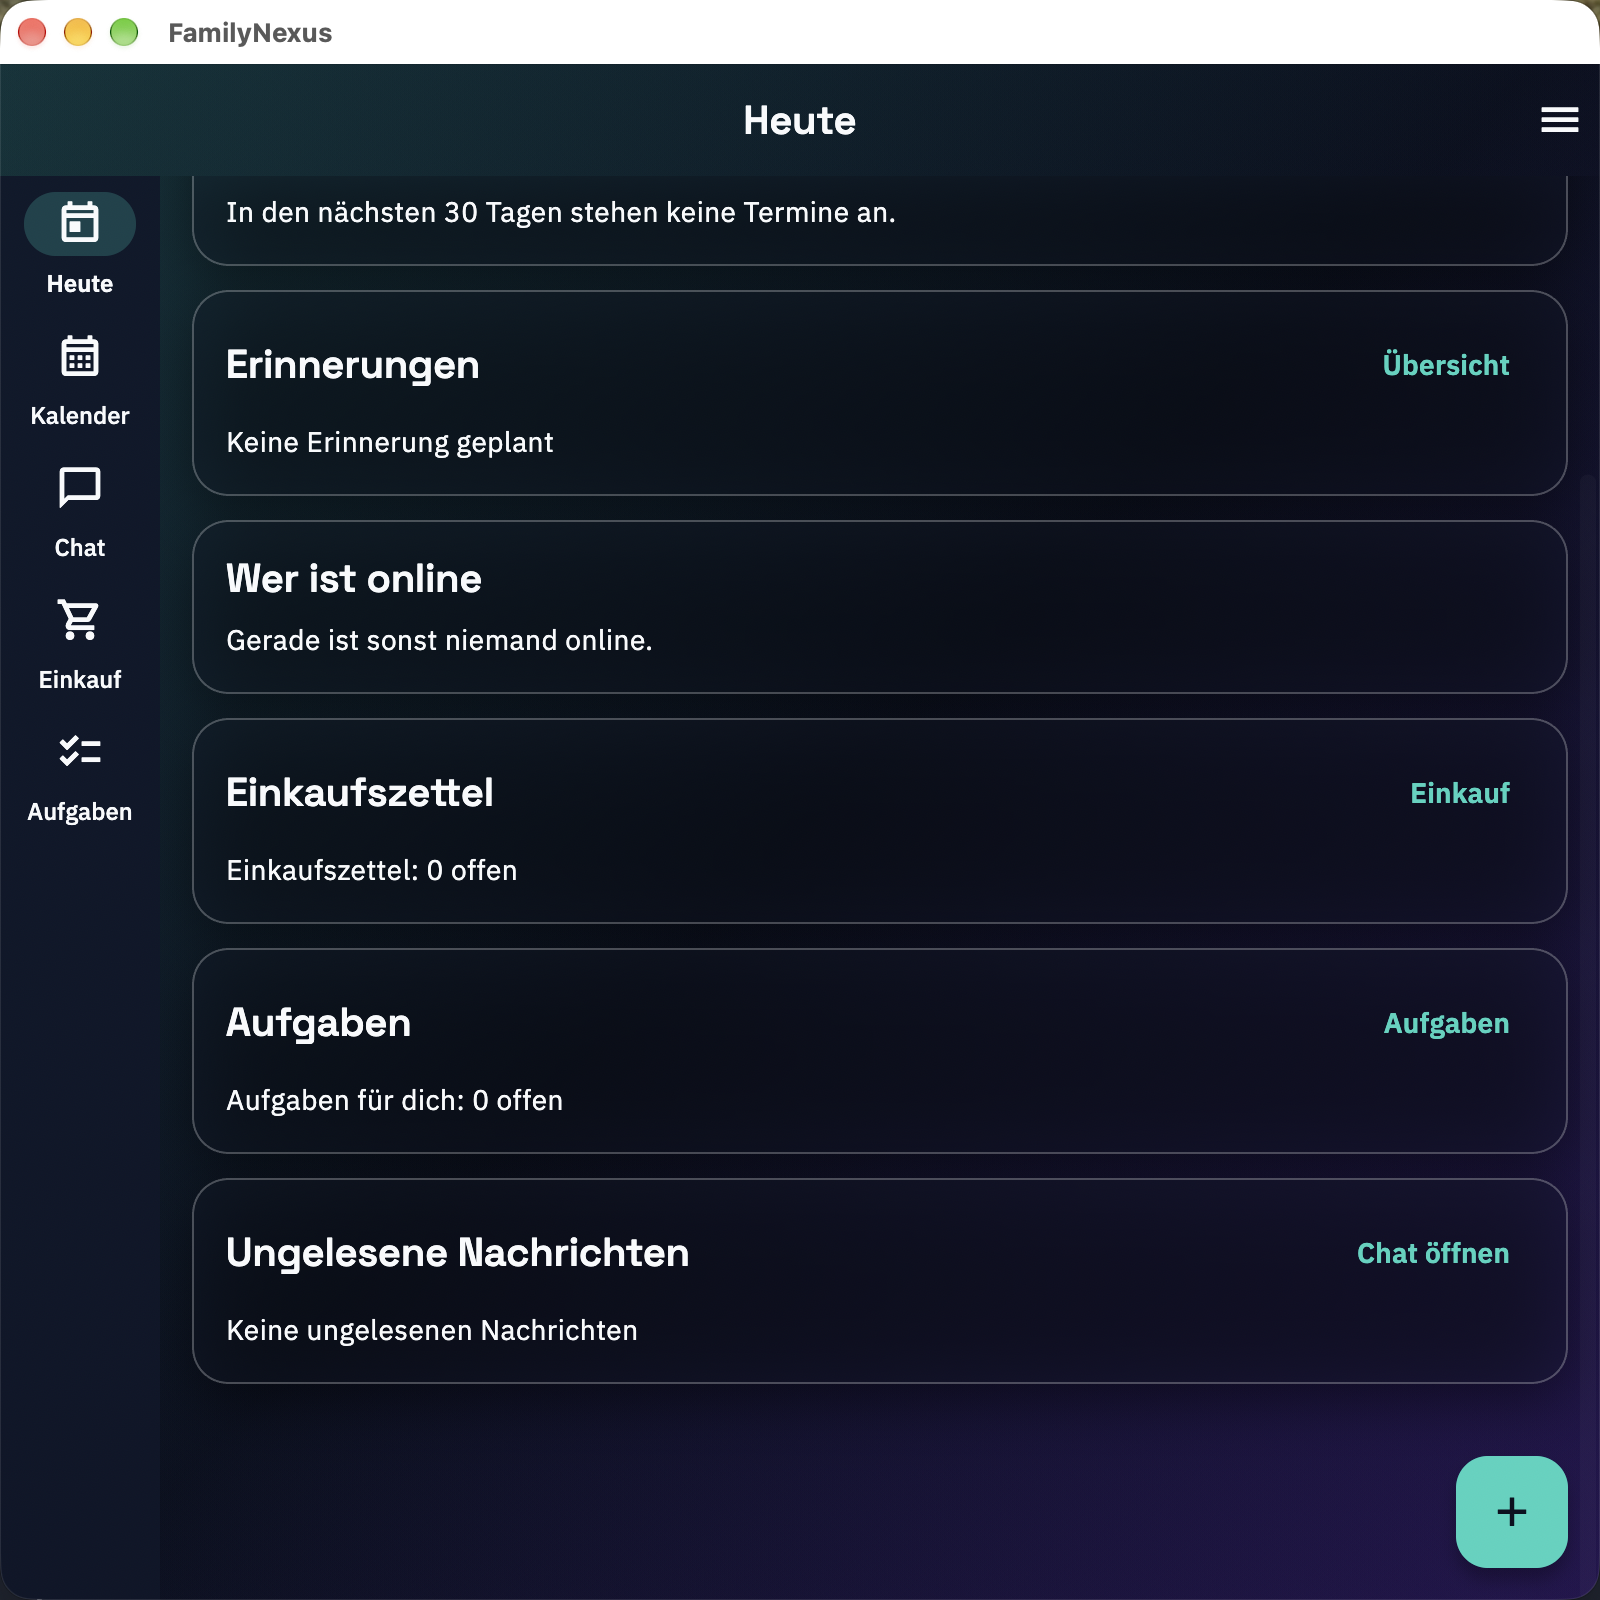 FamilyNexus
Heute
In den nächsten 30 Tagen stehen keine Termine an.
Heute
Kalender
Chat
Einkauf
Aufgaben
Erinnerungen
Übersicht
Keine Erinnerung geplant
Wer ist online
Gerade ist sonst niemand online.
Einkaufszettel
Einkauf
Einkaufszettel: 0 offen
Aufgaben
Aufgaben
Aufgaben für dich: 0 offen
Ungelesene Nachrichten
Chat öffnen
Keine ungelesenen Nachrichten
+